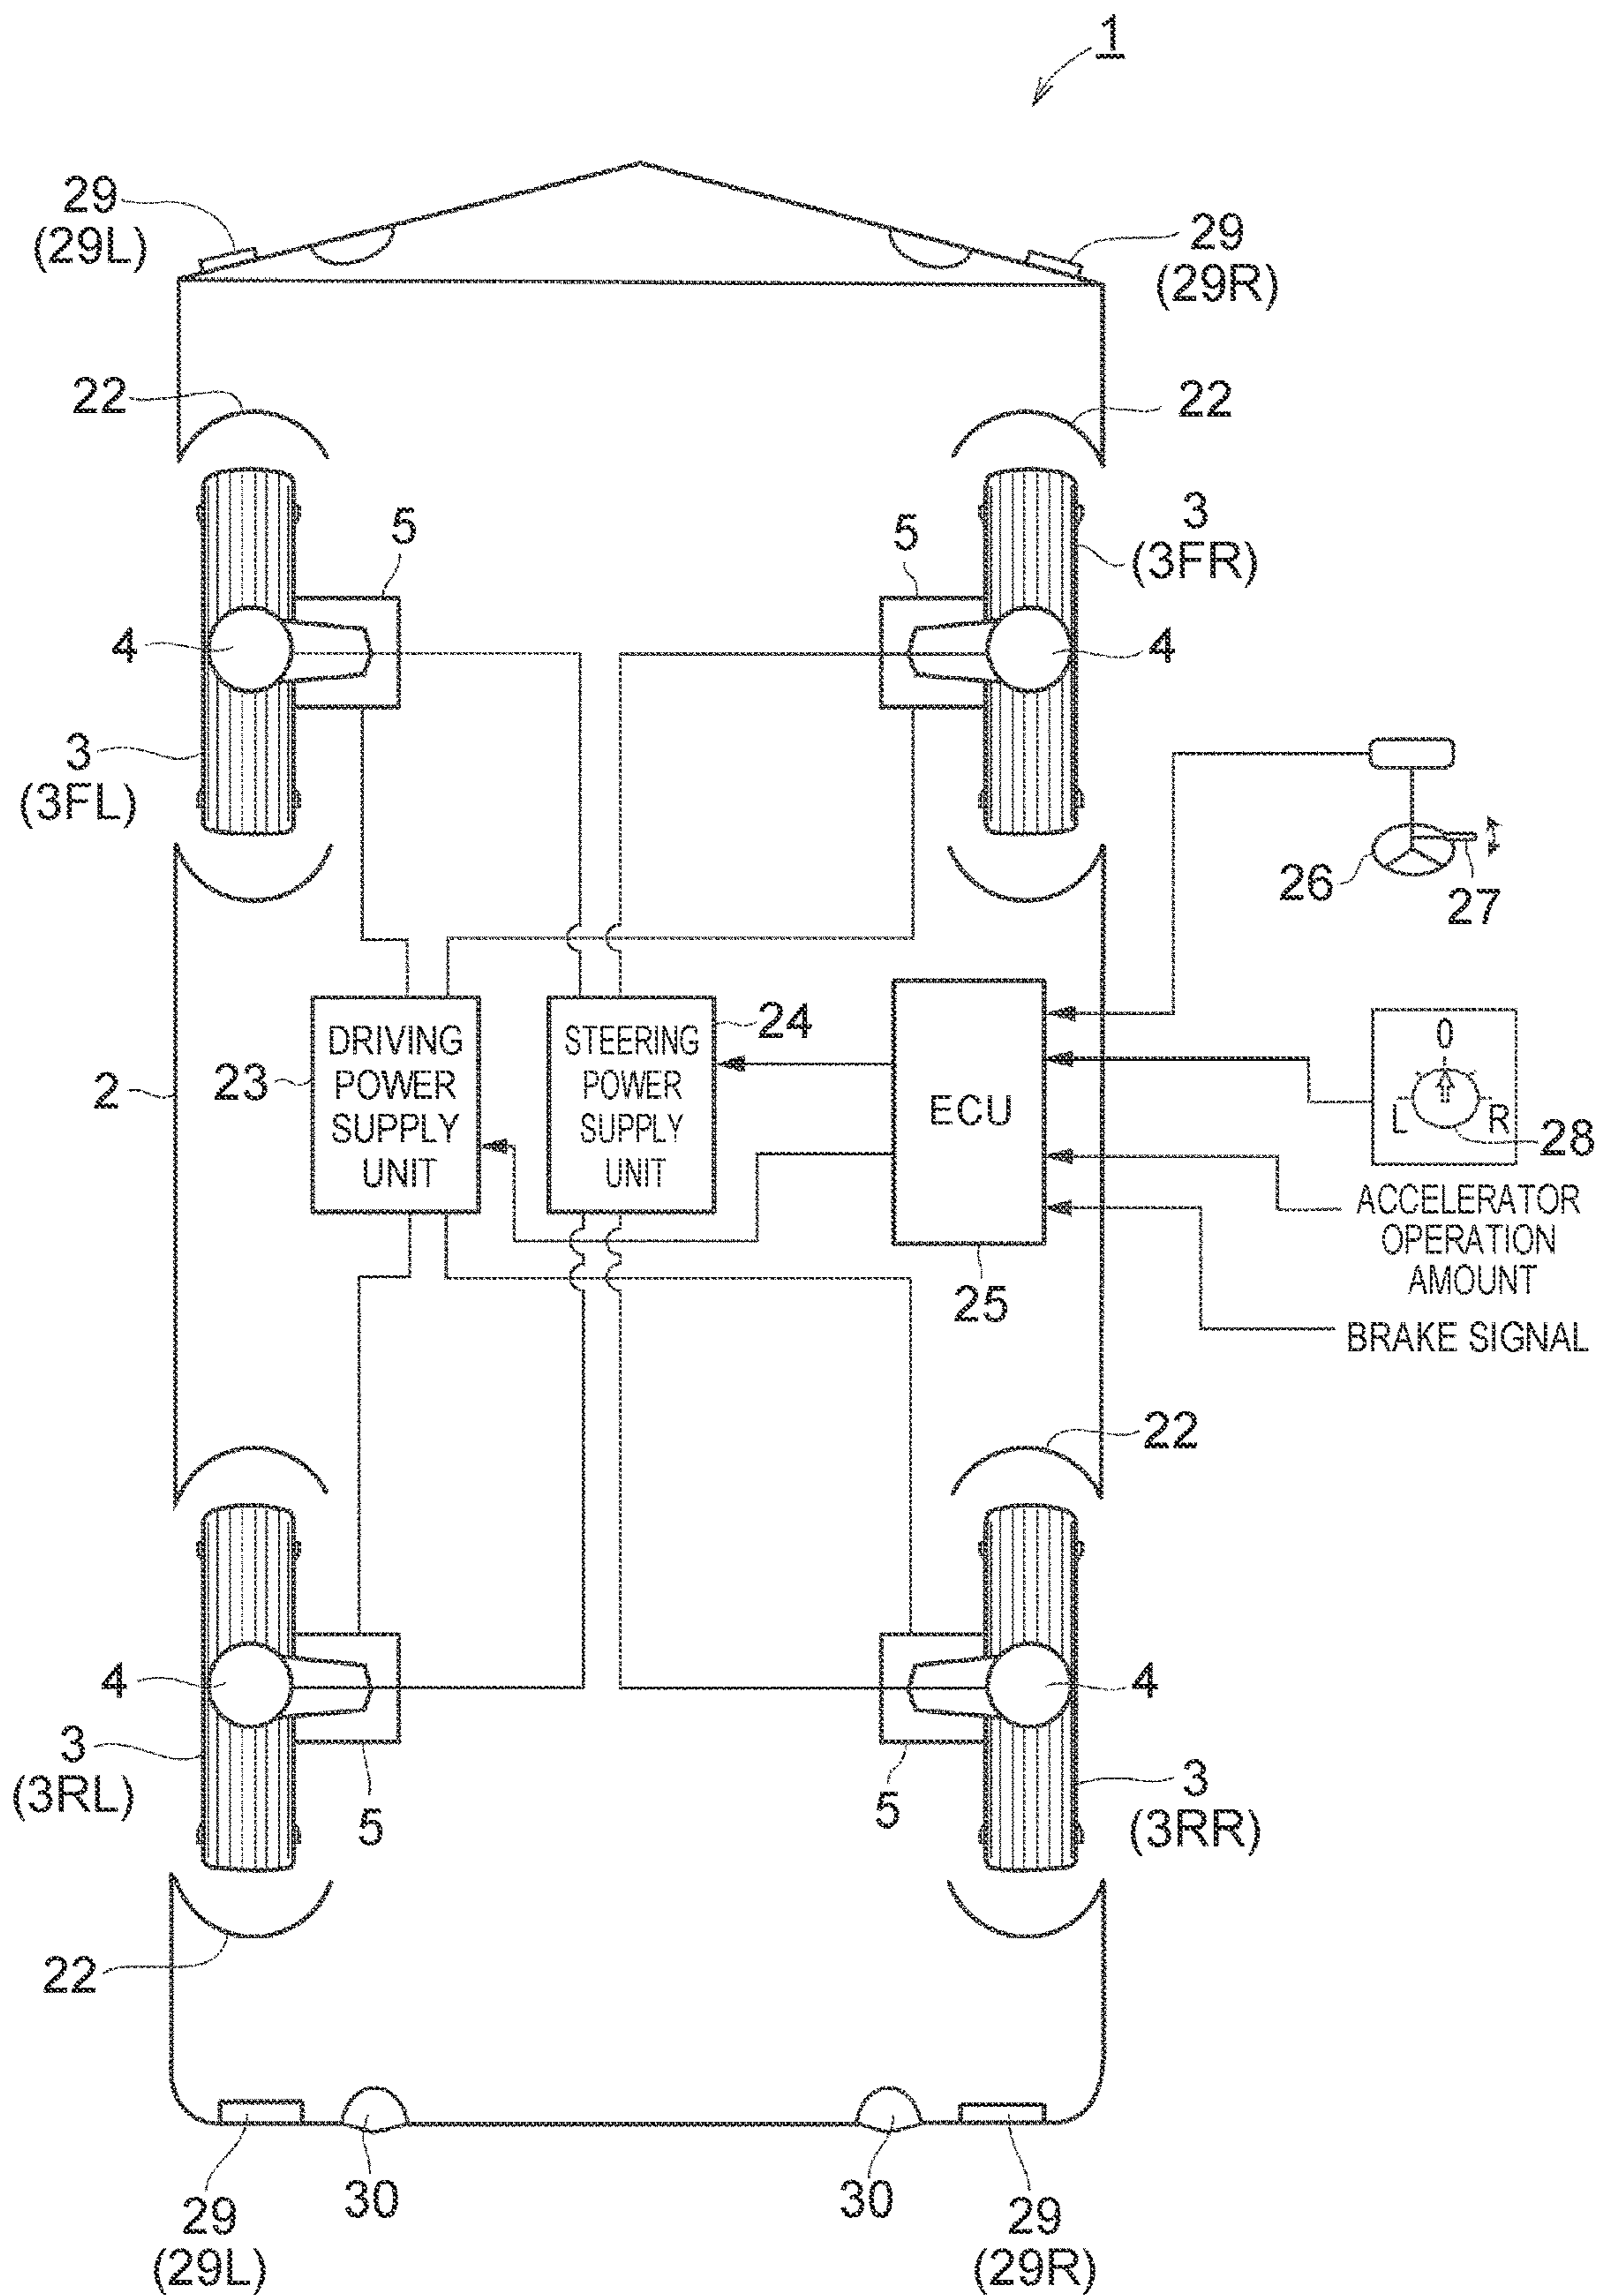 1
29
(29L)
29
(29R)
22
22
5
5
3
(3FR)
4
4
3
(3FL)
26
27
24
0
L
R
28
2
23
DRIVING
POWER
SUPPLY
UNIT
STEERING
POWER
SUPPLY
UNIT
ECU
25
ACCELERATOR
OPERATION
AMOUNT
BRAKE SIGNAL
22
4
4
3
(3RL)
5
5
3
(3RR)
22
30
30
29
(29L)
29
(29R)